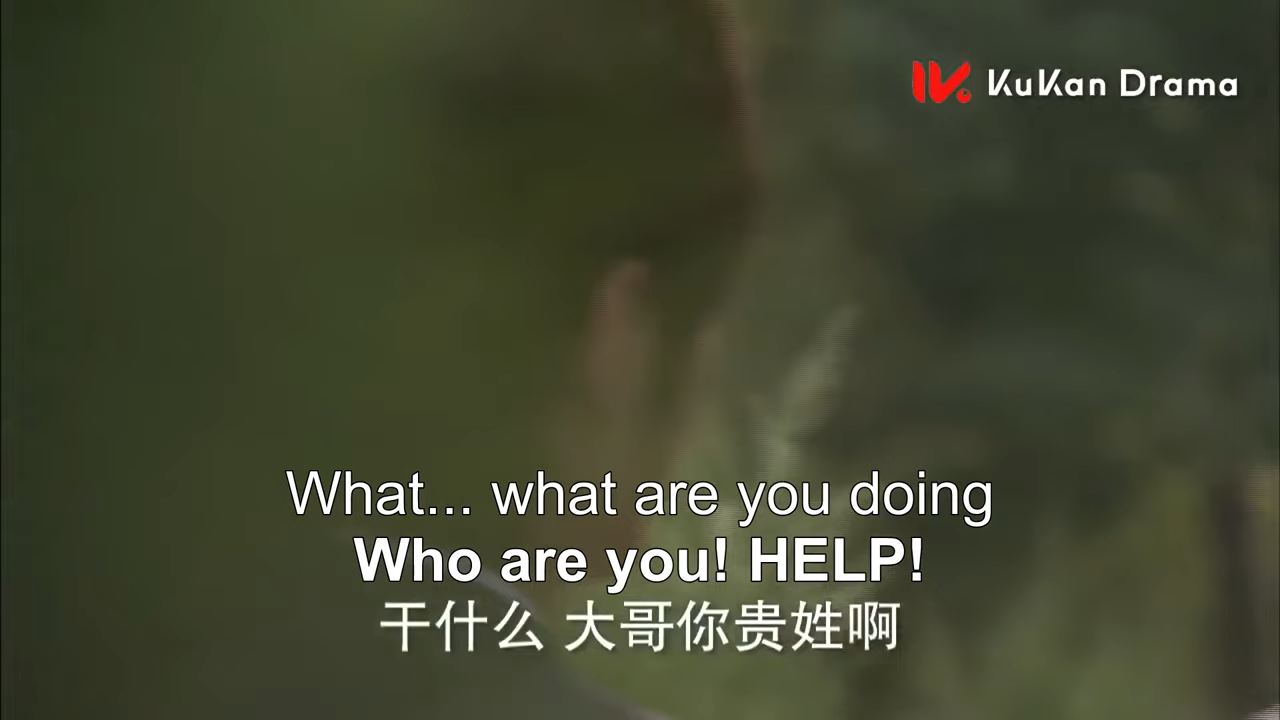 KuKan Drama
What... what are you doing
Who are you! HELP!
干什么 大哥你贵姓啊